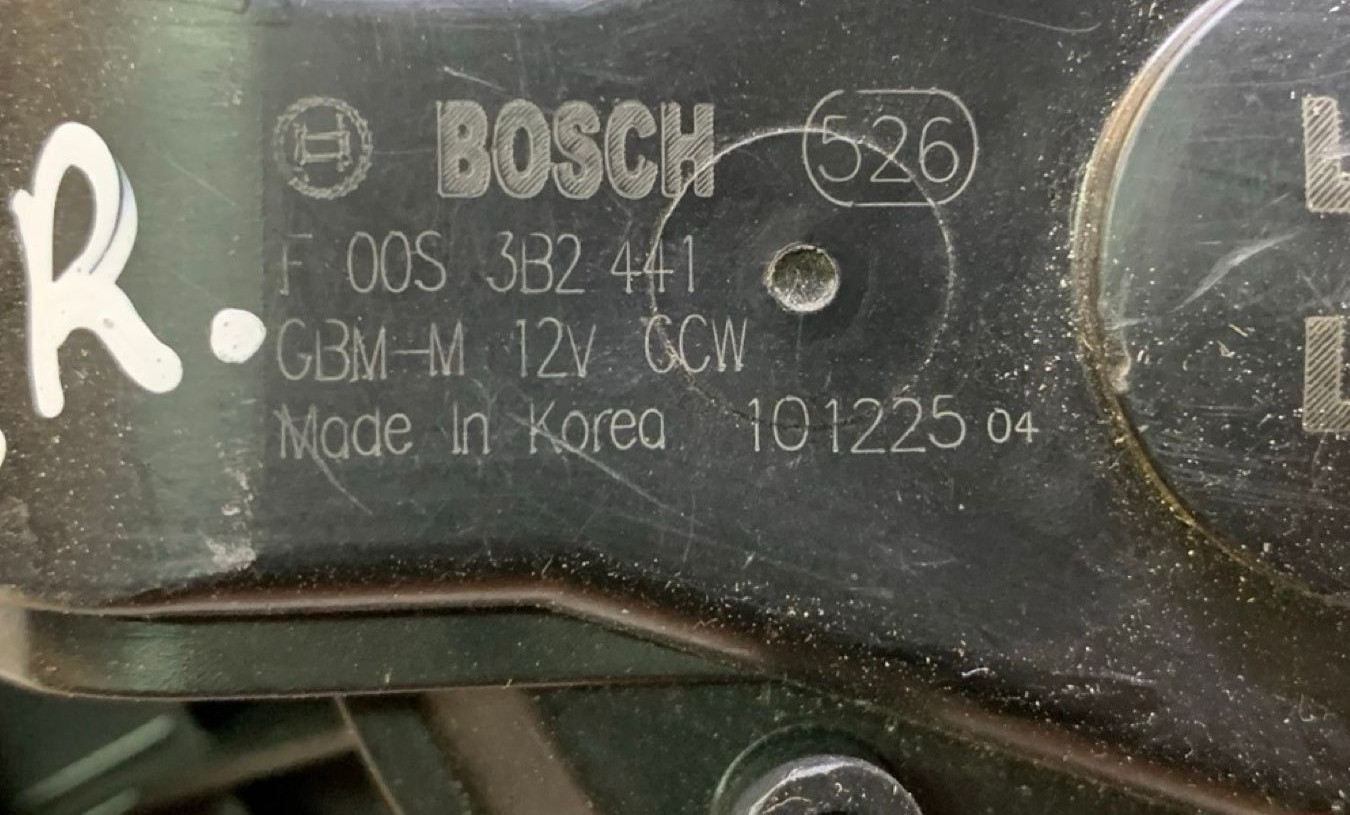 R.
BOSCH 526
F 00S 3B2 441
GBM-M 12V CCW
Made In Korea 101225 04